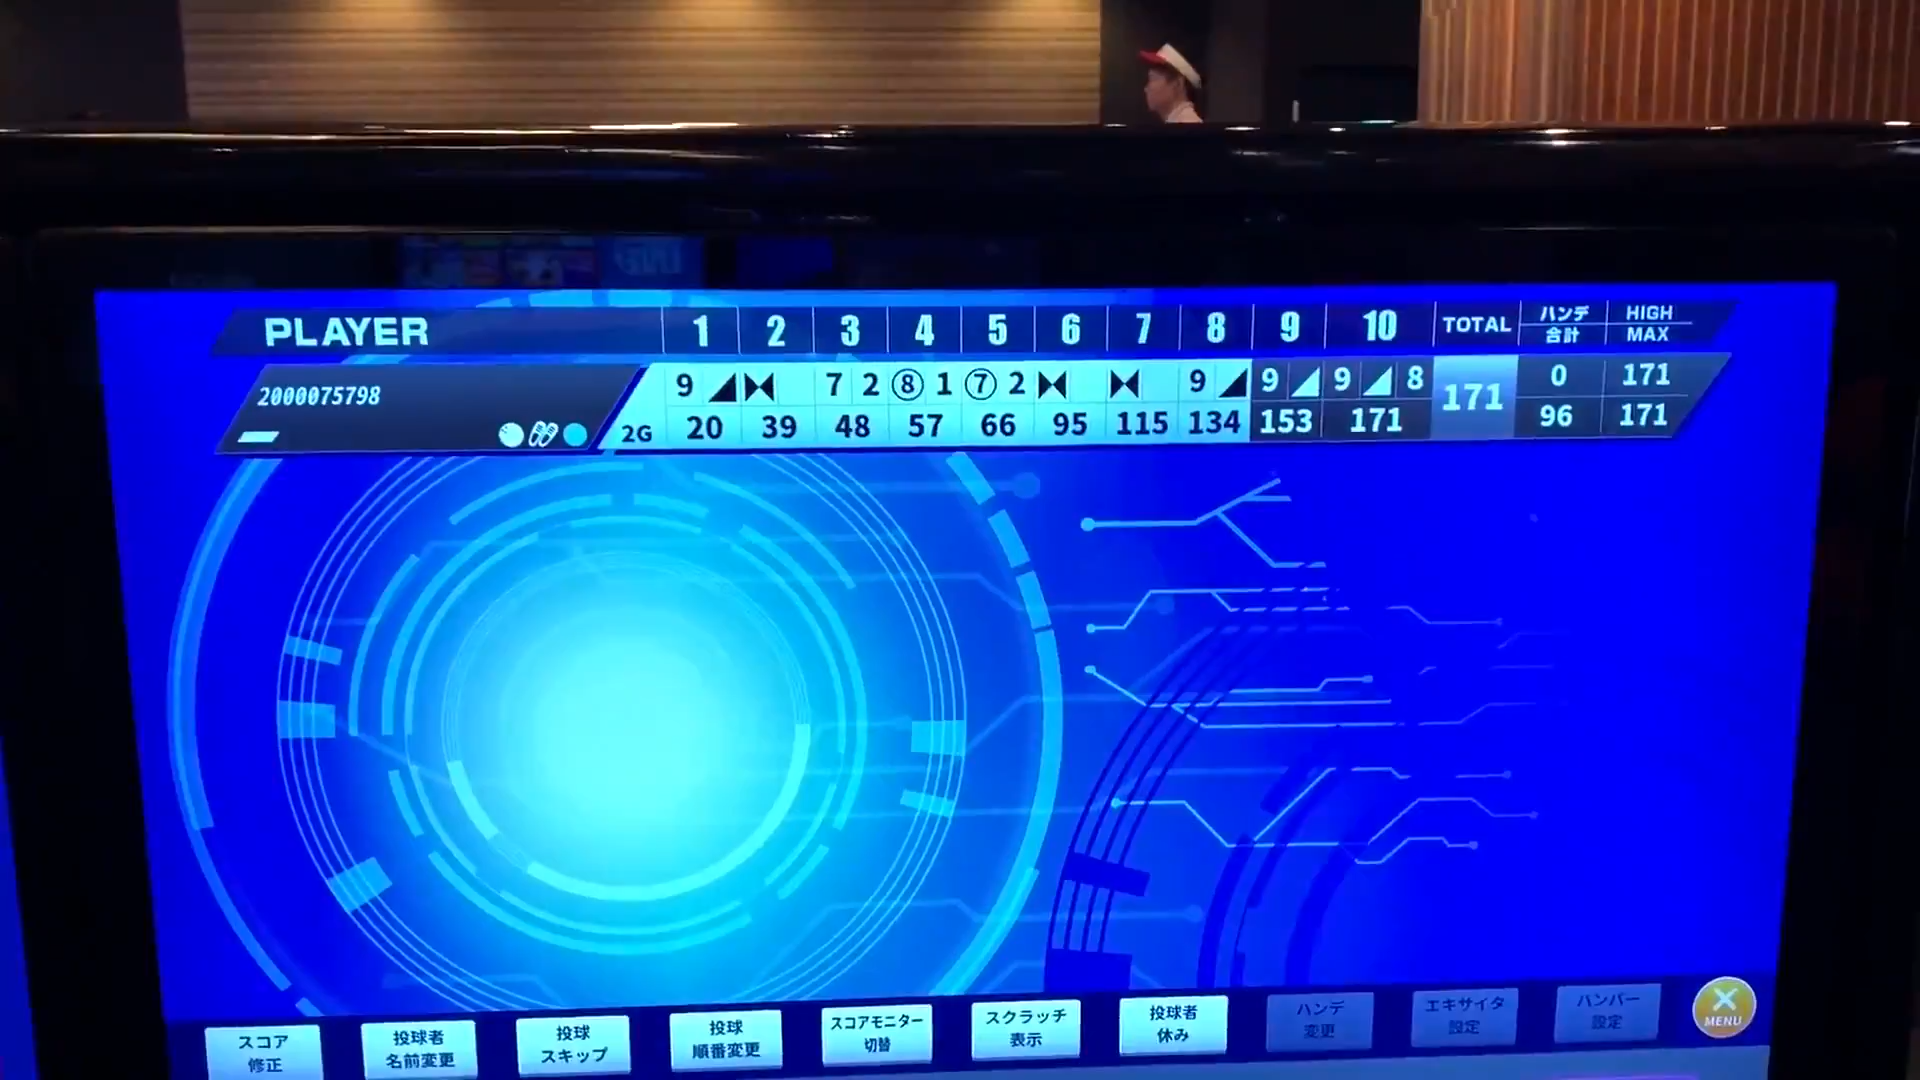 PLAYER 1 2 3 4 5 6 7 8 9 10 TOTAL ハンデ 合計 HIGH MAX
2000075798 9 7 2 ⑧ 1 ⑦ 2 9 9 9 8 171 0 171
2G 20 39 48 57 66 95 115 134 153 171 96 171
スコア 修正
投球者 名前変更
投球 スキップ
投球 順番変更
スコアモニター 切替
スクラッチ 表示
投球者 休み
ハンデ 変更
エキサイタ 設定
バンパー 設定
MENU